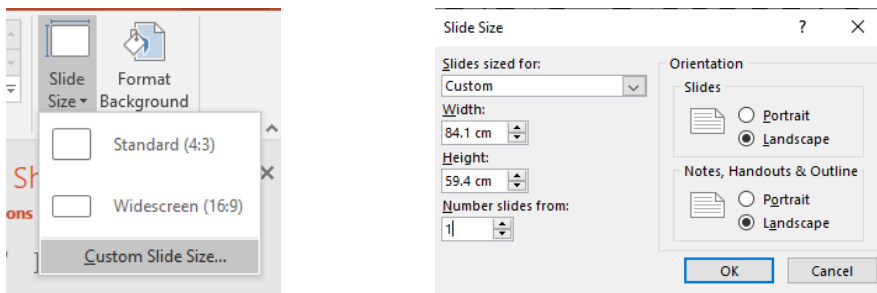 Slide
Size
Format
Background
Standard (4:3)
Sh
ons
Widescreen (16:9)
Custom Slide Size...
Slide Size
?
Slides sized for:
Custom
Width:
84.1 cm
Height:
59.4 cm
Number slides from:
1
Orientation
Slides
Portrait
Landscape
Notes, Handouts & Outline
Portrait
Landscape
OK
Cancel